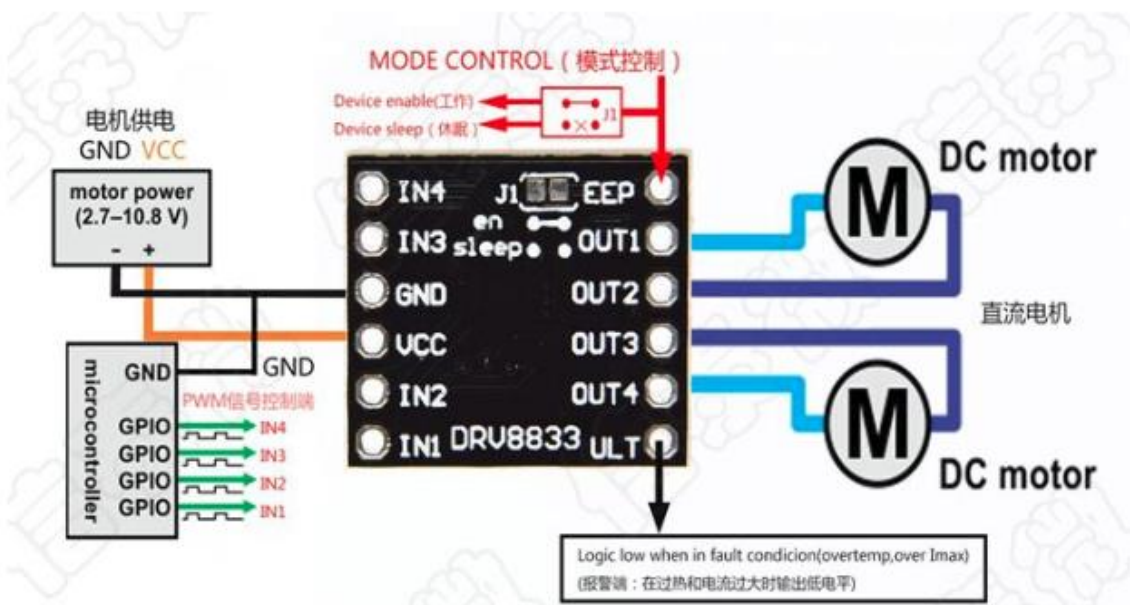 MODE CONTROL ( 模式控制 )
Device enable(工作)
Device sleep ( 休眠 )
J1
电机供电
GND VCC
motor power
(2.7–10.8 V)
- +
IN4
J1
EEP
en
IN3
sleep
OUT1
GND
OUT2
VCC
OUT3
IN2
OUT4
IN1
DRV8833
ULT
DC motor
M
直流电机
M
DC motor
microcontroller
GND
GND
PWM信号控制端
GPIO
IN4
GPIO
IN3
GPIO
IN2
GPIO
IN1
Logic low when in fault condicion(overtemp,over Imax)
(报警端：在过热和电流过大时输出低电平)